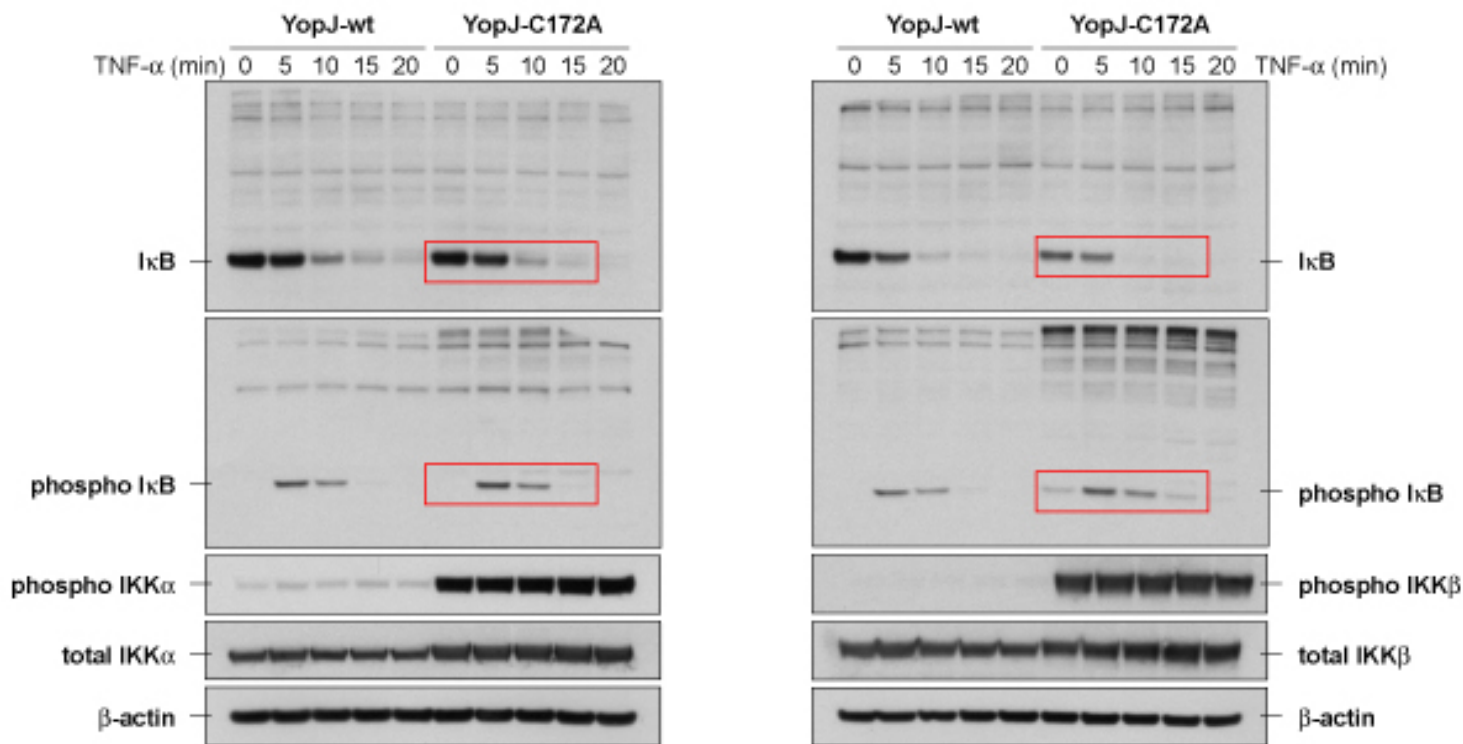 YopJ-wt YopJ-C172A YopJ-wt YopJ-C172A
TNF-α (min) 0 5 10 15 20 0 5 10 15 20 0 5 10 15 20 0 5 10 15 20 TNF-α (min)
IκB IκB
phospho IκB phospho IκB
phospho IKKα phospho IKKβ
total IKKα total IKKβ
β-actin β-actin